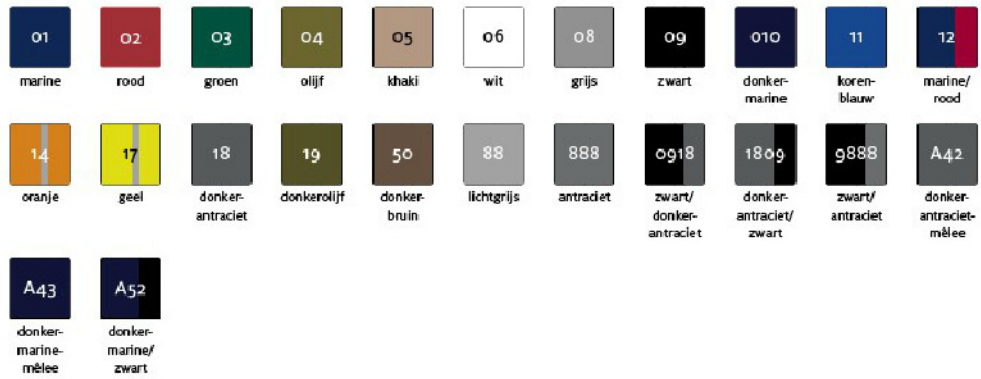 01 02 03 04 05 06 08 09 010 11 12
marine rood groen olijf khaki wit grijs zwart donker- koren- marine/
marine blauw rood
14 17 18 19 50 88 888 0918 1809 9888 A42
oranje geel donker- donkerolijf donker- lichtgrijs antraciet zwart/ donker- zwart/ donker-
antraciet bruin donker- antraciet/ antraciet antraciet-
antraciet zwart mêlee
A43 A52
donker- donker-
marine- marine/
mêlee zwart